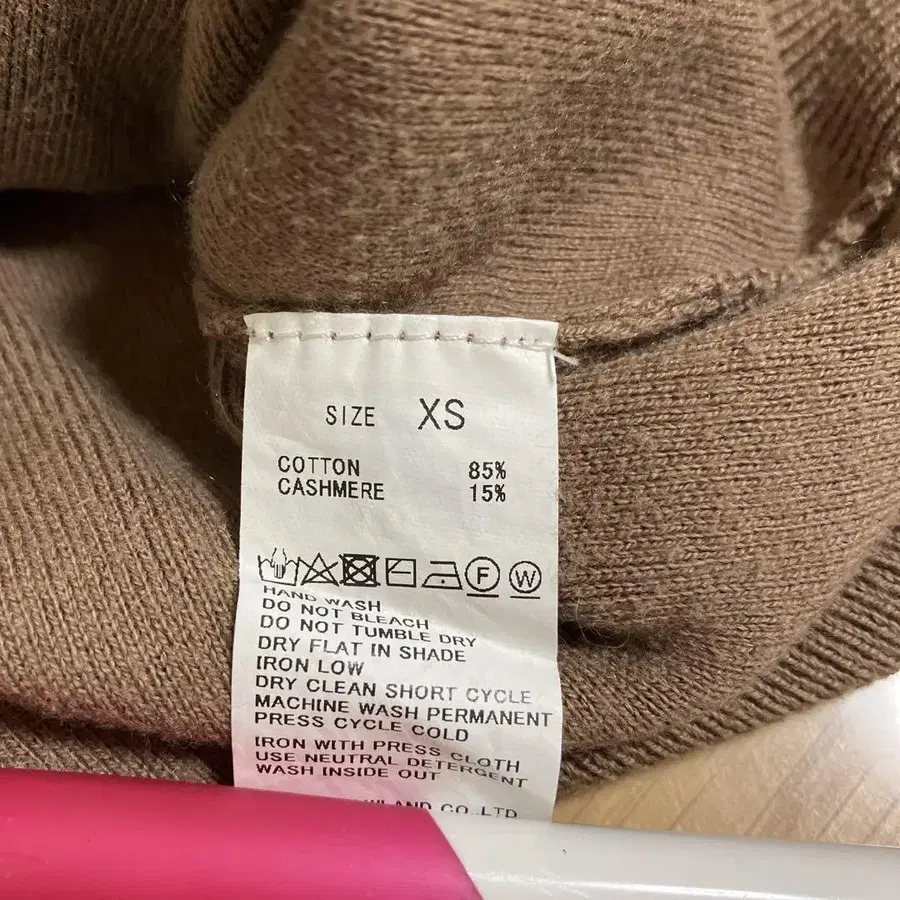 SIZE XS
COTTON 85%
CASHMERE 15%
F W
HAND WASH
DO NOT BLEACH
DO NOT TUMBLE DRY
DRY FLAT IN SHADE
IRON LOW
DRY CLEAN SHORT CYCLE
MACHINE WASH PERMANENT
PRESS CYCLE COLD
IRON WITH PRESS CLOTH
USE NEUTRAL DETERGENT
WASH INSIDE OUT
CO.,LTD